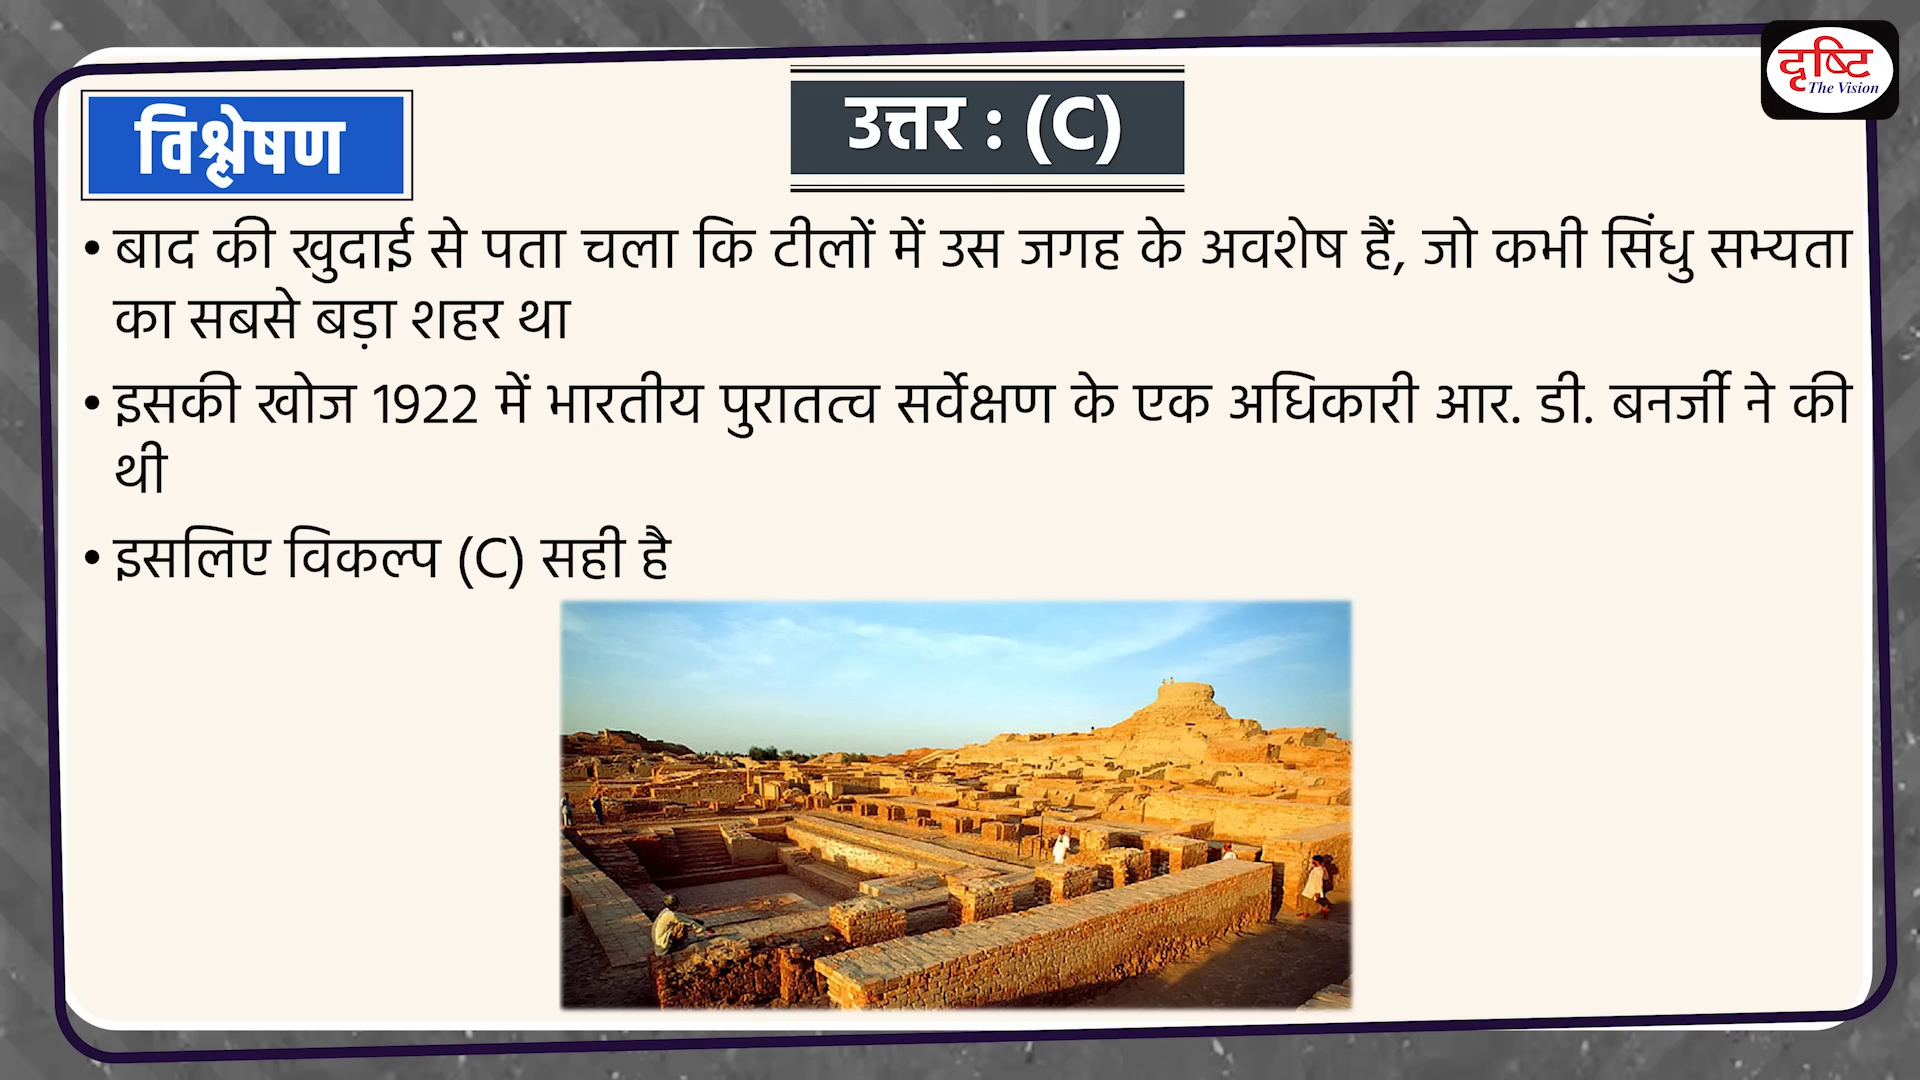 दृष्टि
The Vision
विश्लेषण
उत्तर : (C)
• बाद की खुदाई से पता चला कि टीलों में उस जगह के अवशेष हैं, जो कभी सिंधु सभ्यता
का सबसे बड़ा शहर था
• इसकी खोज 1922 में भारतीय पुरातत्व सर्वेक्षण के एक अधिकारी आर. डी. बनर्जी ने की
थी
• इसलिए विकल्प (C) सही है